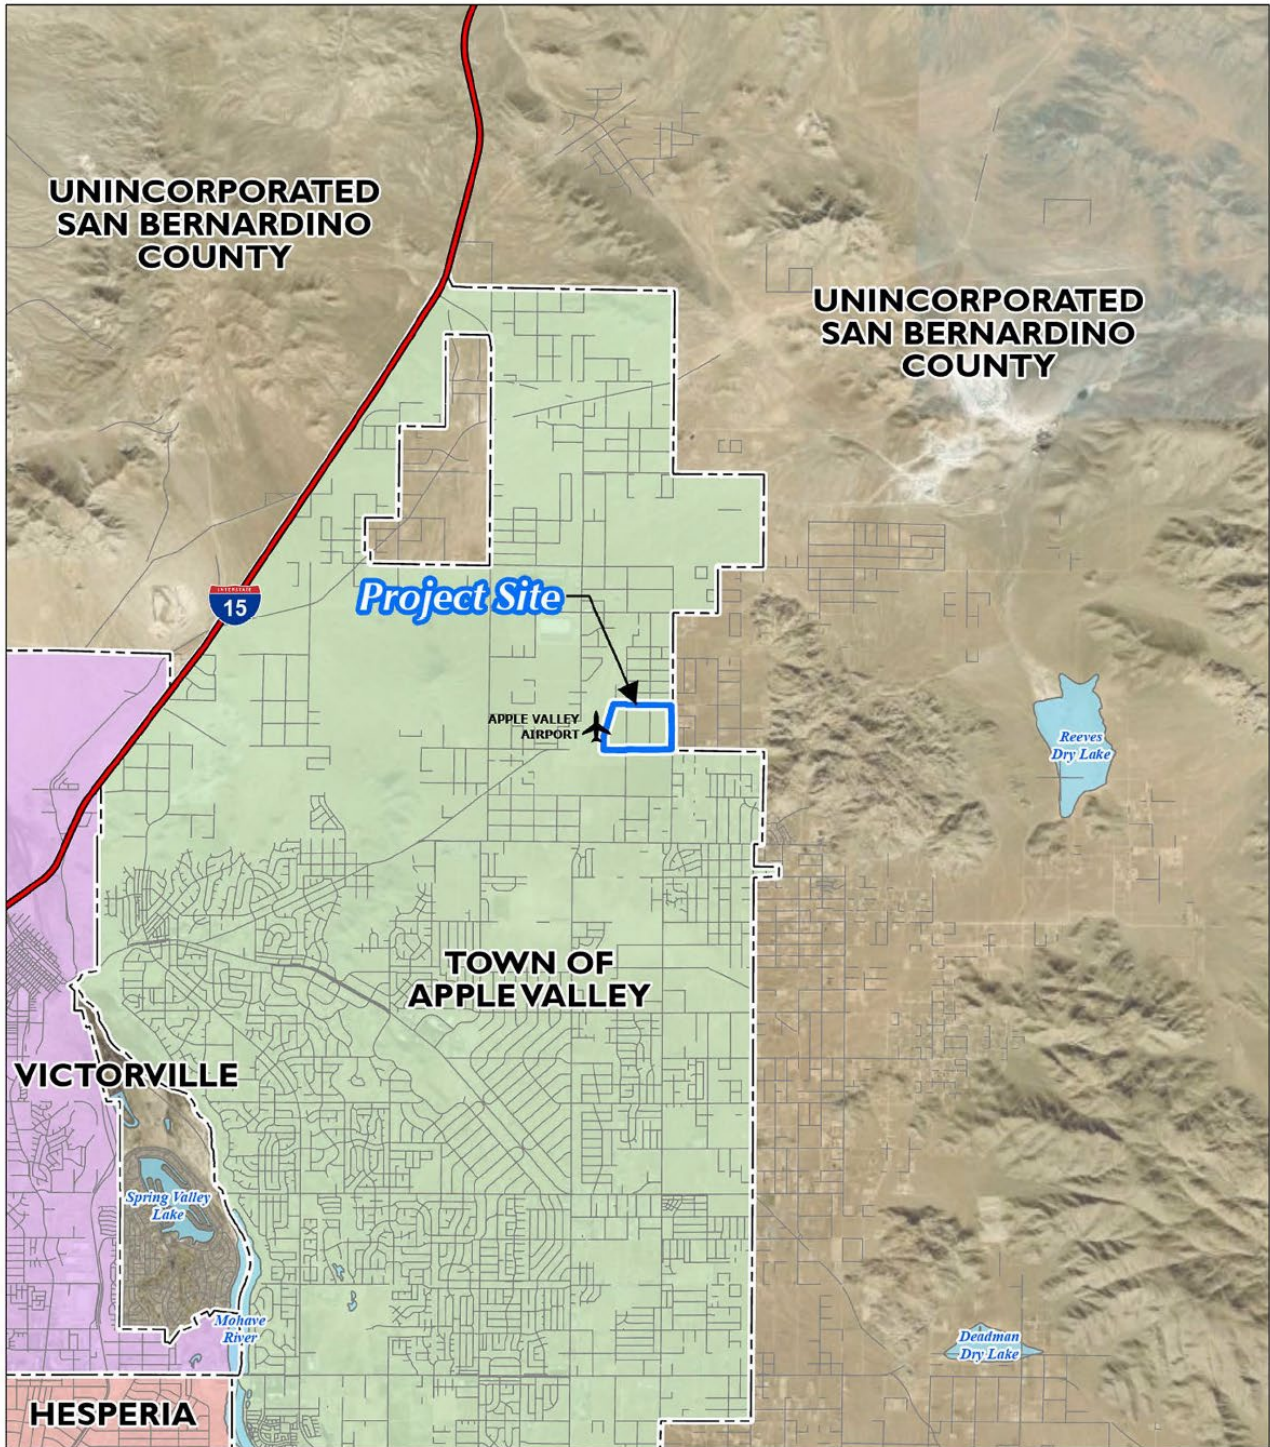 UNINCORPORATED
SAN BERNARDINO
COUNTY
UNINCORPORATED
SAN BERNARDINO
COUNTY
INTERSTATE
15
Project Site
APPLE VALLEY
AIRPORT
Reeves
Dry Lake
TOWN OF
APPLE VALLEY
VICTORVILLE
Spring Valley
Lake
Mohave
River
Deadman
Dry Lake
HESPERIA